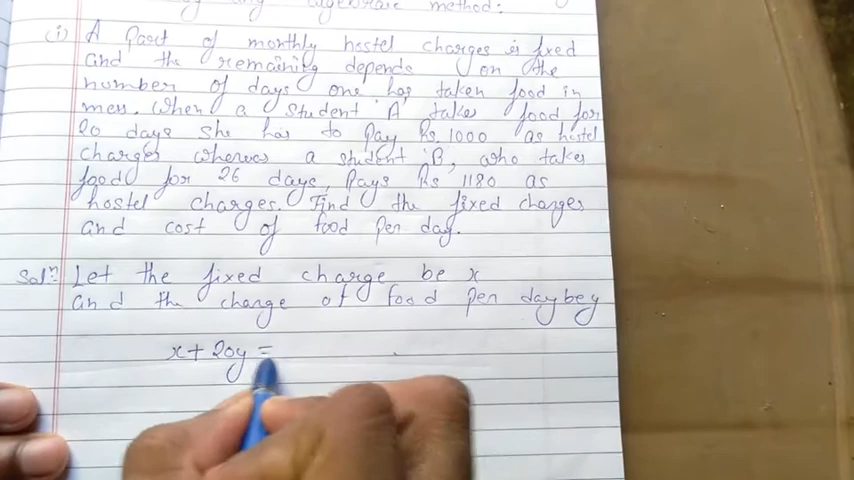 any algebraic method:
(i) A part of monthly hostel charges is fixed
and the remaining depends on the
number of days one has taken food in
mess. When a student 'A' takes food for
20 days she has to pay Rs. 1000 as hostel
charges whereas a student 'B', who takes
food for 26 days, pays Rs 1180 as
hostel charges. Find the fixed charges
and cost of food per day.
Solⁿ: Let the fixed charge be x
and the charge of food per day be y
x + 20y =